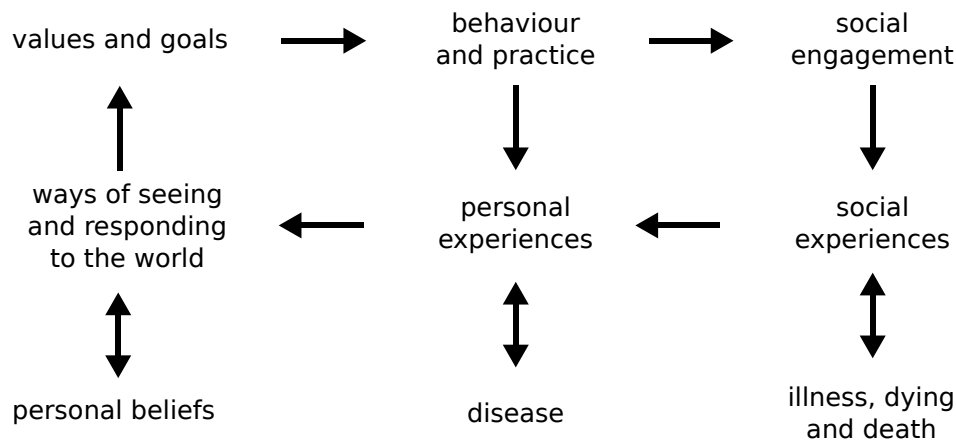 values and goals
behaviour
and practice
social
engagement
ways of seeing
and responding
to the world
personal
experiences
social
experiences
personal beliefs
disease
illness, dying
and death